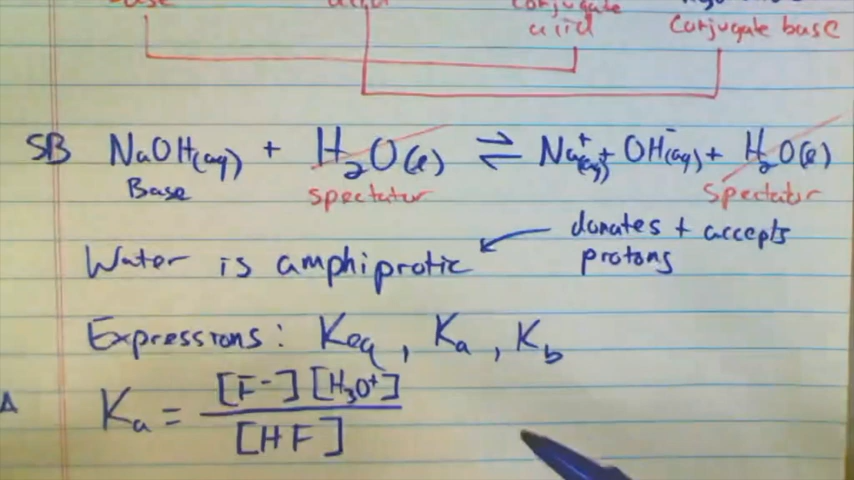 conjugate
acid
conjugate base
SB NaOH(aq) + H₂O(l) ⇌ Na⁺(aq) + OH⁻(aq) + H₂O(l)
Base spectator Spectator
donates + accepts
Water is amphiprotic protons
Expressions: Keq, Ka, Kb
A Ka = [F⁻][H₃O⁺]
[HF]